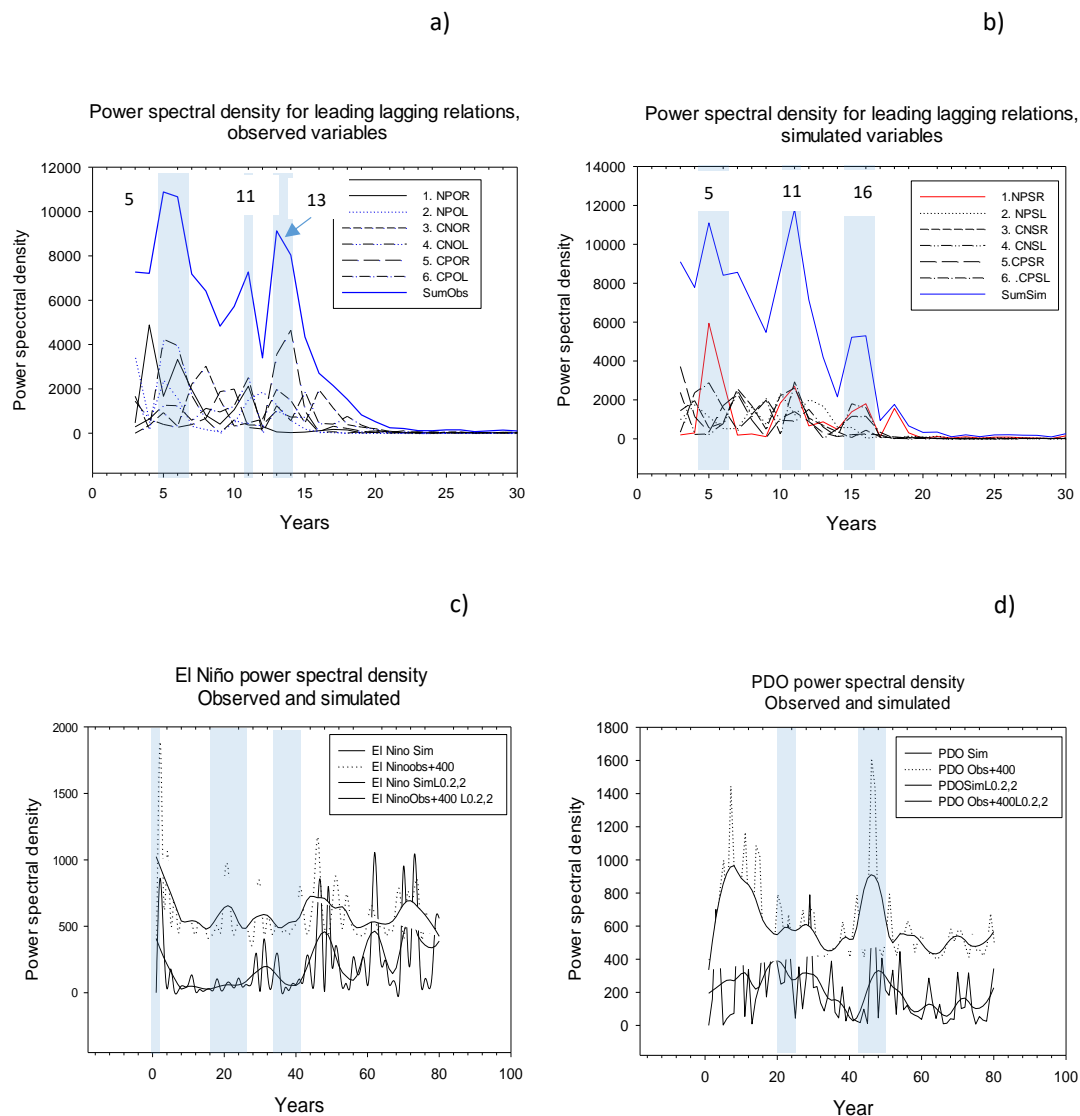 a)
Power spectral density for leading lagging relations,
observed variables
12000
10000
8000
6000
4000
2000
0
Power specctral density
5
11
13
1. NPOR
2. NPOL
3. CNOR
4. CNOL
5. CPOR
6. CPOL
SumObs
0 5 10 15 20 25 30
Years
b)
Power spectral density for leading lagging relations,
simulated variables
14000
12000
10000
8000
6000
4000
2000
0
Power spectral density
5
11
16
1.NPSR
2. NPSL
3. CNSR
4. CNSL
5.CPSR
6. .CPSL
SumSim
0 5 10 15 20 25 30
Years
c)
El Niño power spectral density
Observed and simulated
2000
1500
1000
500
0
Power spectral density
El Nino Sim
El Ninoobs+400
El Nino SimL0.2,2
El NinoObs+400 L0.2,2
0 20 40 60 80 100
Years
d)
PDO power spectral density
Observed and simulated
1800
1600
1400
1200
1000
800
600
400
200
0
Power spectral density
PDO Sim
PDO Obs+400
PDOSimL0.2,2
PDO Obs+400L0.2,2
0 20 40 60 80 100
Year